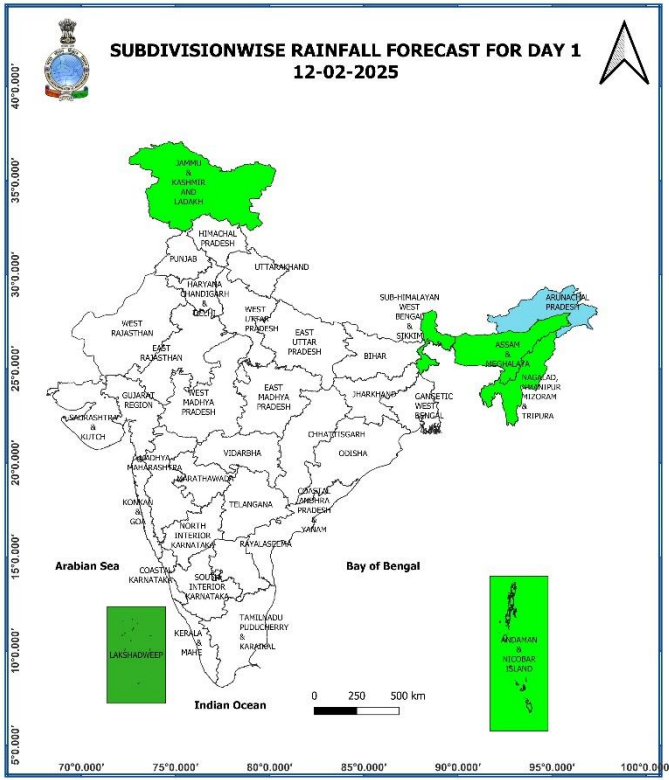 SUBDIVISIONWISE RAINFALL FORECAST FOR DAY 1
12-02-2025
40°0.000'
35°0.000'
30°0.000'
25°0.000'
20°0.000'
15°0.000'
10°0.000'
5°0.000'
JAMMU
&
KASHMIR
AND
LADAKH
HIMACHAL
PRADESH
PUNJAB
UTTARAKHAND
HARYANA
CHANDIGARH
&
DELHI
WEST
UTTAR
PRADESH
EAST
UTTAR
PRADESH
WEST
RAJASTHAN
EAST
RAJASTHAN
BIHAR
SUB-HIMALAYAN
WEST
BENGAL
&
SIKKIM
ARUNACHAL
PRADESH
ASSAM
&
MEGHALAYA
NAGALAD,
MANIPUR
MIZORAM
&
TRIPURA
GUJARAT
REGION
SAURASHTRA
&
KUTCH
WEST
MADHYA
PRADESH
EAST
MADHYA
PRADESH
JHARKHAND
GANGETIC
WEST
BENGAL
CHHATTISGARH
ODISHA
VIDARBHA
MADHYA
MAHARASHTRA
MARATHAWADA
KONKAN
&
GOA
TELANGANA
COASTAL
ANDHRA
PRADESH
&
YANAM
NORTH
INTERIOR
KARNATAKA
RAYALASEEMA
COASTAL
KARNATAKA
SOUTH
INTERIOR
KARNATAKA
KERALA
&
MAHE
TAMILNADU
PUDUCHERRY
&
KARAIKAL
Arabian Sea
Bay of Bengal
LAKSHADWEEP
ANDAMAN
&
NICOBAR
ISLAND
Indian Ocean
0 250 500 km
70°0.000' 75°0.000' 80°0.000' 85°0.000' 90°0.000' 95°0.000' 100°0.000